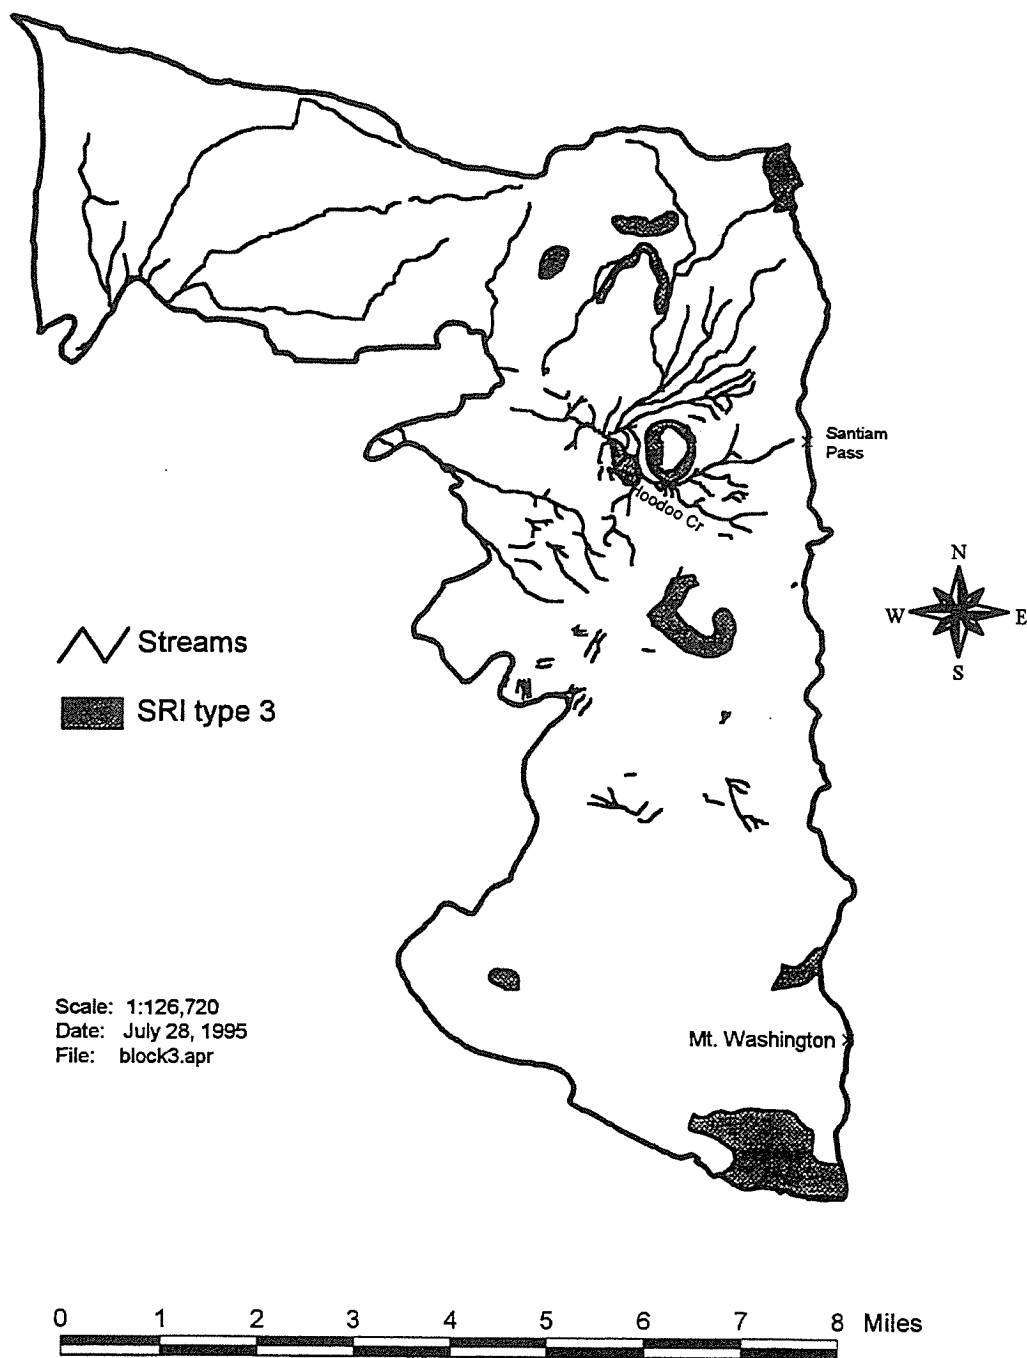 Santiam
Pass
Hoodoo Cr
N
W
E
S
Streams
SRI type 3
Scale: 1:126,720
Date: July 28, 1995
File: block3.apr
Mt. Washington
0 1 2 3 4 5 6 7 8 Miles